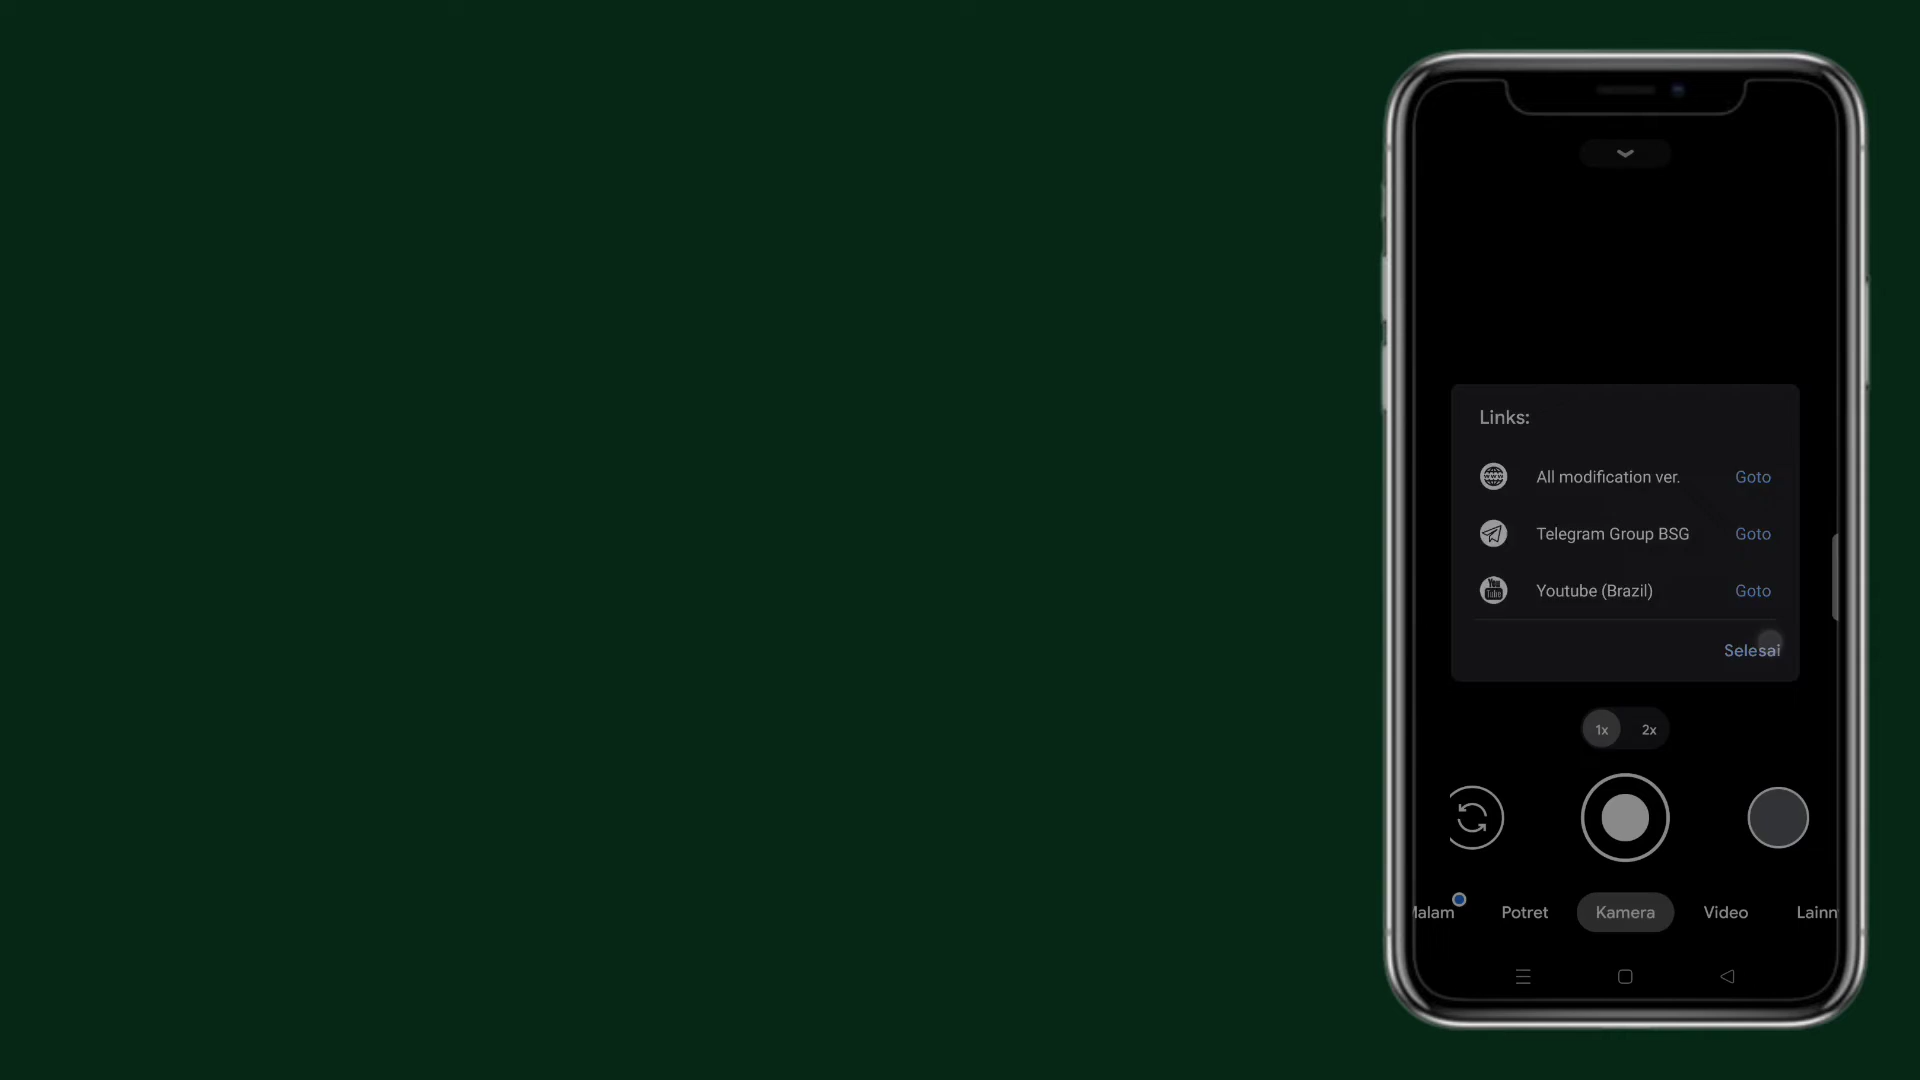 Links:
All modification ver. Goto
Telegram Group BSG Goto
Youtube (Brazil) Goto
Selesai
1x 2x
Malam Potret Kamera Video Lainn